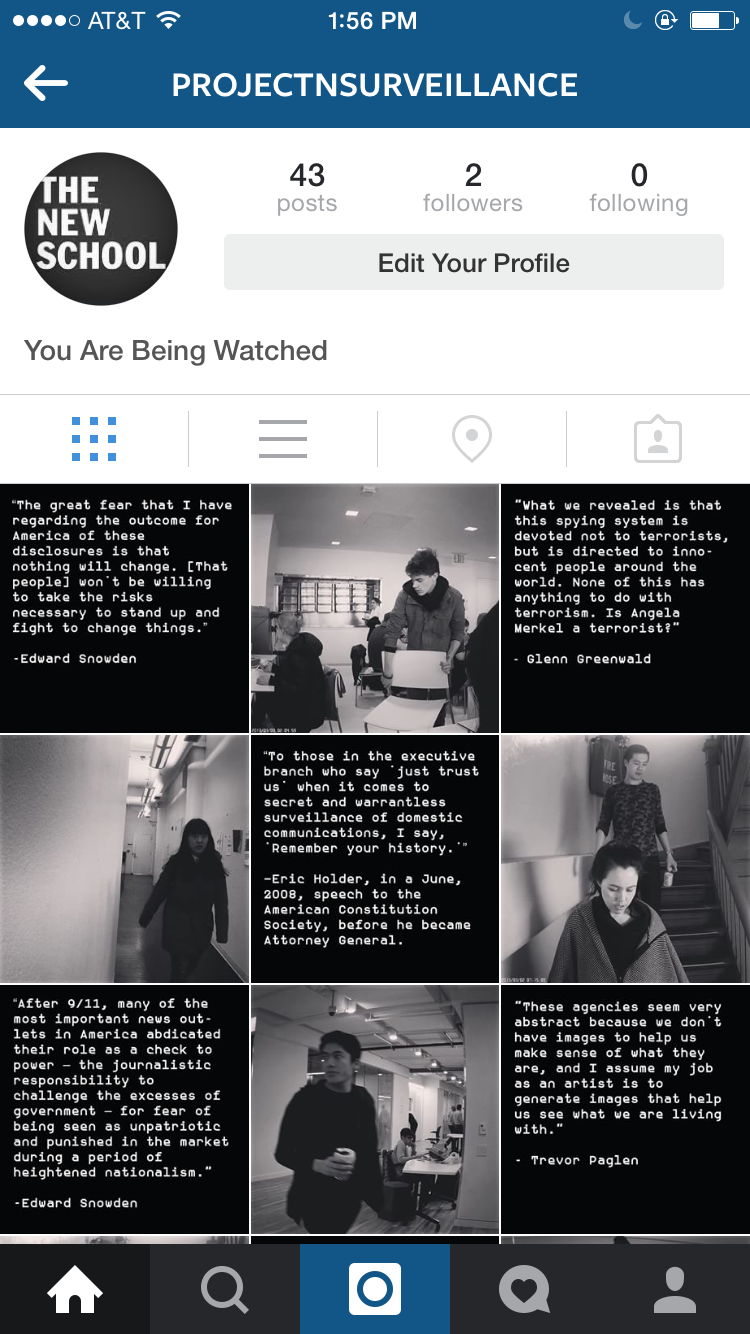 AT&T 1:56 PM
PROJECTNSURVEILLANCE
THE
NEW
SCHOOL
43 2 0
posts followers following
Edit Your Profile
You Are Being Watched
"The great fear that I have
regarding the outcome for
America of these
disclosures is that
nothing will change. [That
people] won't be willing
to take the risks
necessary to stand up and
fight to change things."
-Edward Snowden
"What we revealed is that
this spying system is
devoted not to terrorists,
but is directed to inno-
cent people around the
world. None of this has
anything to do with
terrorism. Is Angela
Merkel a terrorist?"
- Glenn Greenwald
"To those in the executive
branch who say 'just trust
us' when it comes to
secret and warrantless
surveillance of domestic
communications, I say,
'Remember your history.'"
-Eric Holder, in a June,
2008, speech to the
American Constitution
Society, before he became
Attorney General.
FIRE
HOSE
"After 9/11, many of the
most important news out-
lets in America abdicated
their role as a check to
power — the journalistic
responsibility to
challenge the excesses of
government — for fear of
being seen as unpatriotic
and punished in the market
during a period of
heightened nationalism."
-Edward Snowden
"These agencies seem very
abstract because we don't
have images to help us
make sense of what they
are, and I assume my job
as an artist is to
generate images that help
us see what we are living
with."
- Trevor Paglen